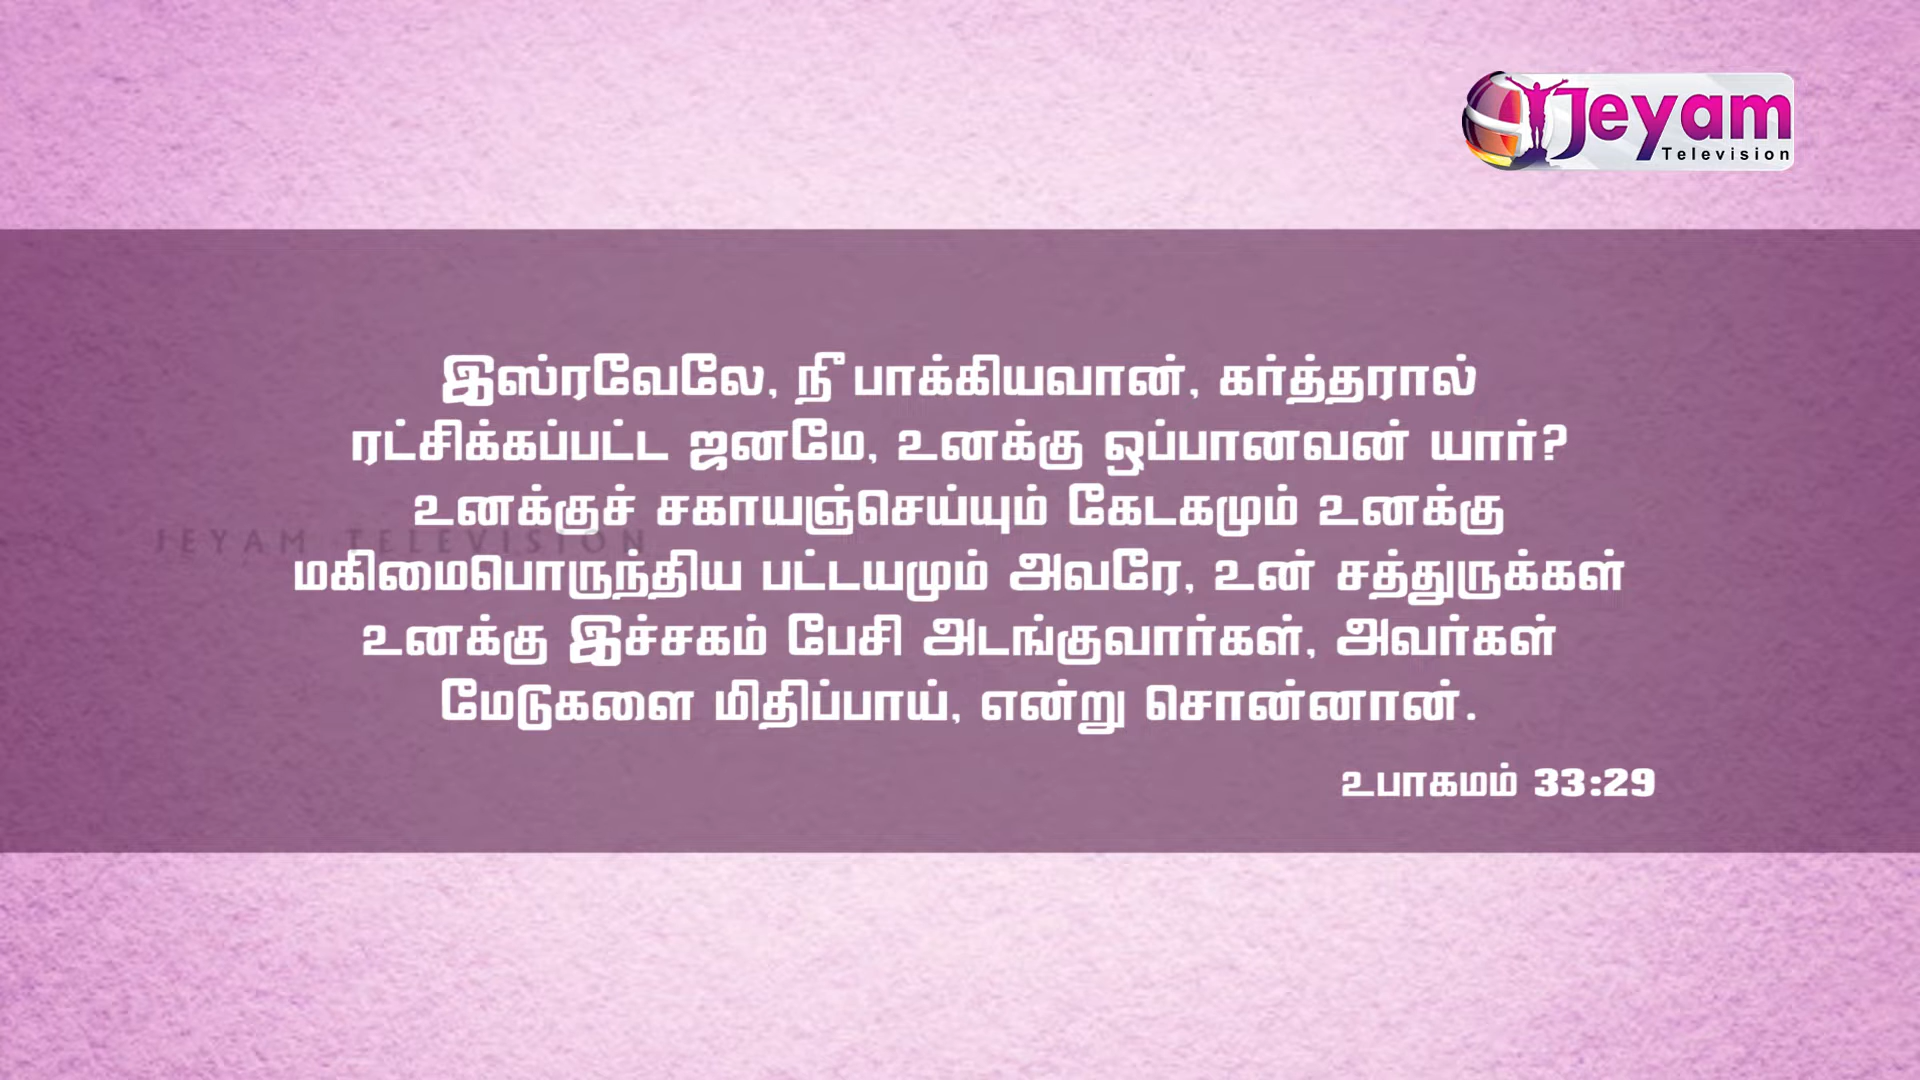 Jeyam
Television
இஸ்ரவேலே, நீ பாக்கியவான், கர்த்தரால்
ரட்சிக்கப்பட்ட ஜனமே, உனக்கு ஒப்பானவன் யார்?
உனக்குச் சகாயஞ்செய்யும் கேடகமும் உனக்கு
JEYAM TELEVISION
மகிமைபொருந்திய பட்டயமும் அவரே, உன் சத்துருக்கள்
உனக்கு இச்சகம் பேசி அடங்குவார்கள், அவர்கள்
மேடுகளை மிதிப்பாய், என்று சொன்னான்.
உபாகமம் 33:29